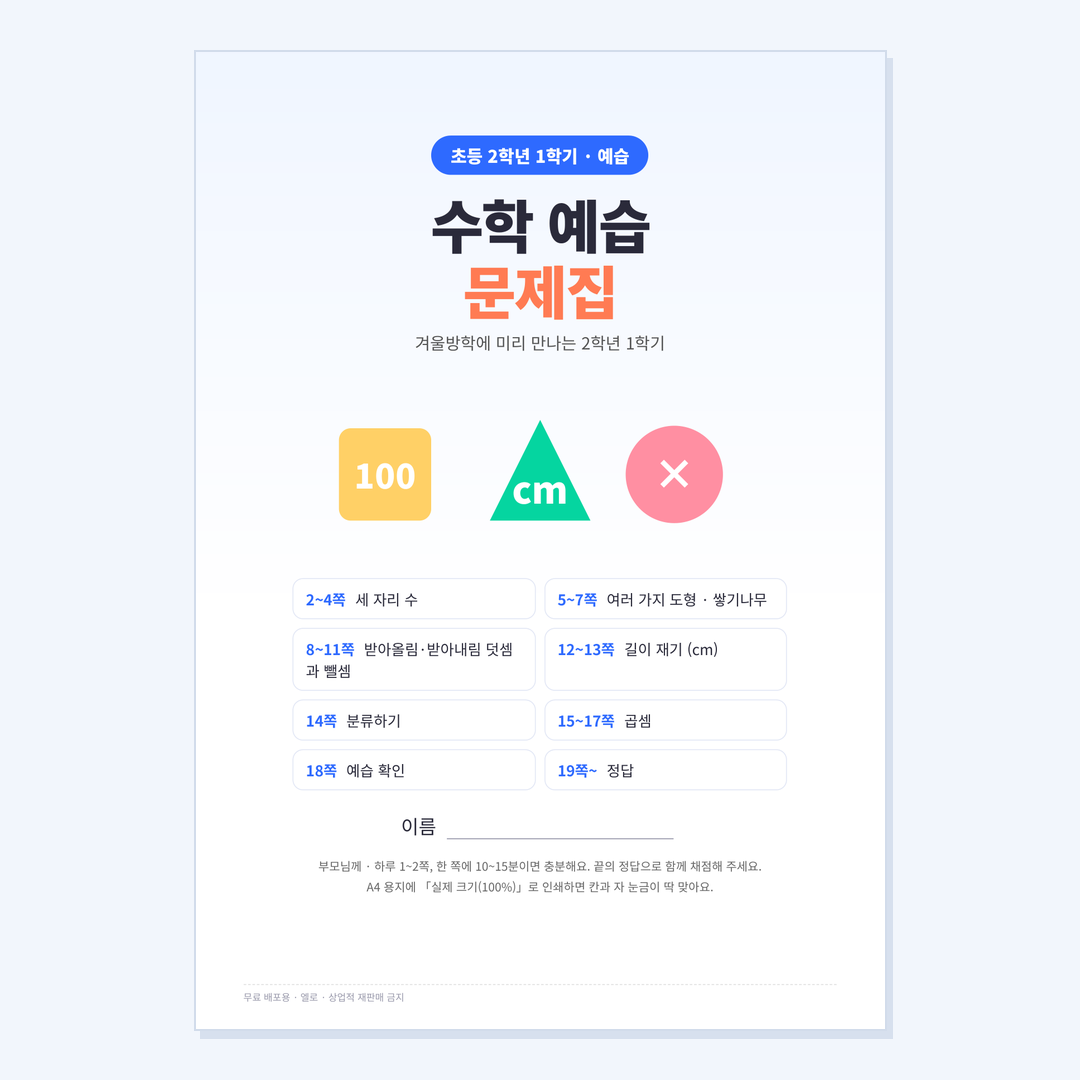 초등 2학년 1학기 · 예습
수학 예습
문제집
겨울방학에 미리 만나는 2학년 1학기
100
cm
×
2~4쪽 세 자리 수
5~7쪽 여러 가지 도형 · 쌓기나무
8~11쪽 받아올림·받아내림 덧셈
과 뺄셈
12~13쪽 길이 재기 (cm)
14쪽 분류하기
15~17쪽 곱셈
18쪽 예습 확인
19쪽~ 정답
이름
부모님께 · 하루 1~2쪽, 한 쪽에 10~15분이면 충분해요. 끝의 정답으로 함께 채점해 주세요.
A4 용지에 「실제 크기(100%)」로 인쇄하면 칸과 자 눈금이 딱 맞아요.
무료 배포용 · 엘로 · 상업적 재판매 금지